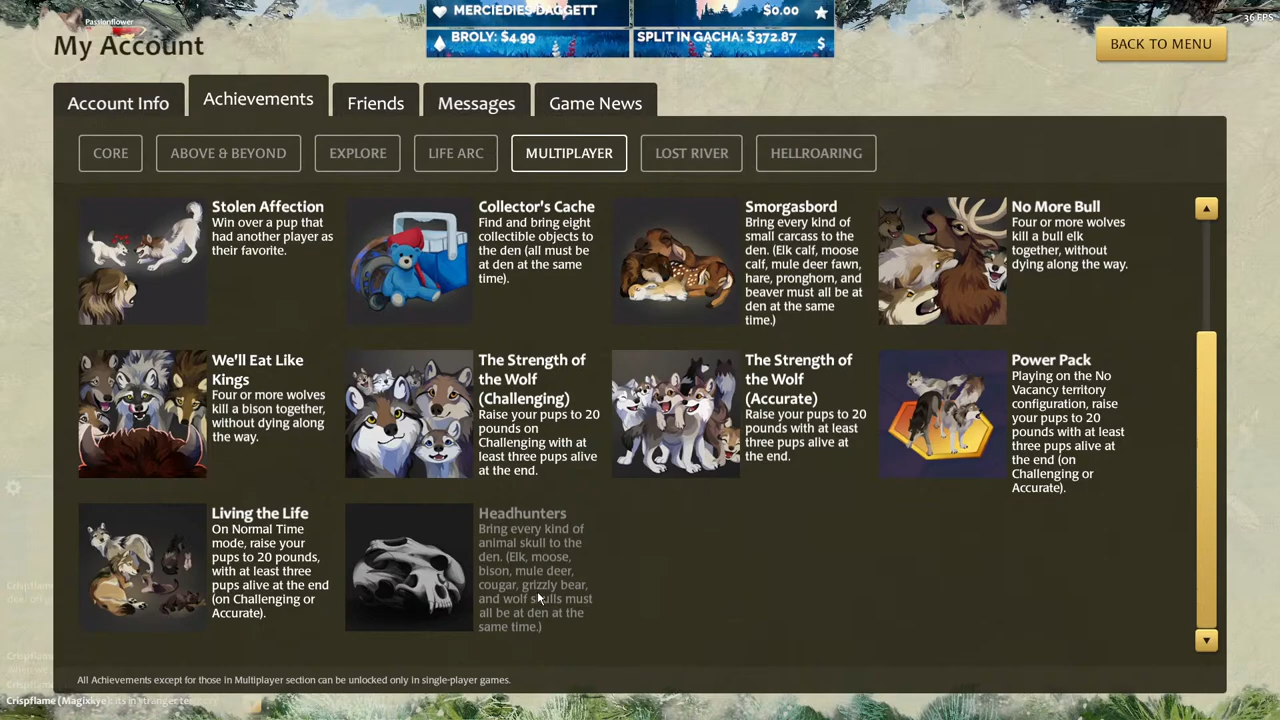 Passionflower
MERCIEDIES DAGGETT
$0.00
BROLY: $4.99
SPLIT IN GACHA: $372.87
$
36 FPS
My Account
BACK TO MENU
Account Info
Achievements
Friends
Messages
Game News
CORE
ABOVE & BEYOND
EXPLORE
LIFE ARC
MULTIPLAYER
LOST RIVER
HELLROARING
Stolen Affection
Win over a pup that
had another player as
their favorite.
Collector's Cache
Find and bring eight
collectible objects to
the den (all must be
at den at the same
time).
Smorgasbord
Bring every kind of
small carcass to the
den. (Elk calf, moose
calf, mule deer fawn,
hare, pronghorn, and
beaver must all be at
den at the same
time.)
No More Bull
Four or more wolves
kill a bull elk
together, without
dying along the way.
We'll Eat Like
Kings
Four or more wolves
kill a bison together,
without dying along
the way.
The Strength of
the Wolf
(Challenging)
Raise your pups to 20
pounds on
Challenging with at
least three pups alive
at the end.
The Strength of
the Wolf
(Accurate)
Raise your pups to 20
pounds with at least
three pups alive at
the end.
Power Pack
Playing on the No
Vacancy territory
configuration, raise
your pups to 20
pounds with at least
three pups alive at
the end (on
Challenging or
Accurate).
Living the Life
On Normal Time
mode, raise your
pups to 20 pounds,
with at least three
pups alive at the end
(on Challenging or
Accurate).
Headhunters
Bring every kind of
animal skull to the
den. (Elk, moose,
bison, mule deer,
cougar, grizzly bear,
and wolf skulls must
all be at den at the
same time.)
All Achievements except for those in Multiplayer section can be unlocked only in single-player games.
Crispflame (Magixkye): its in stranger